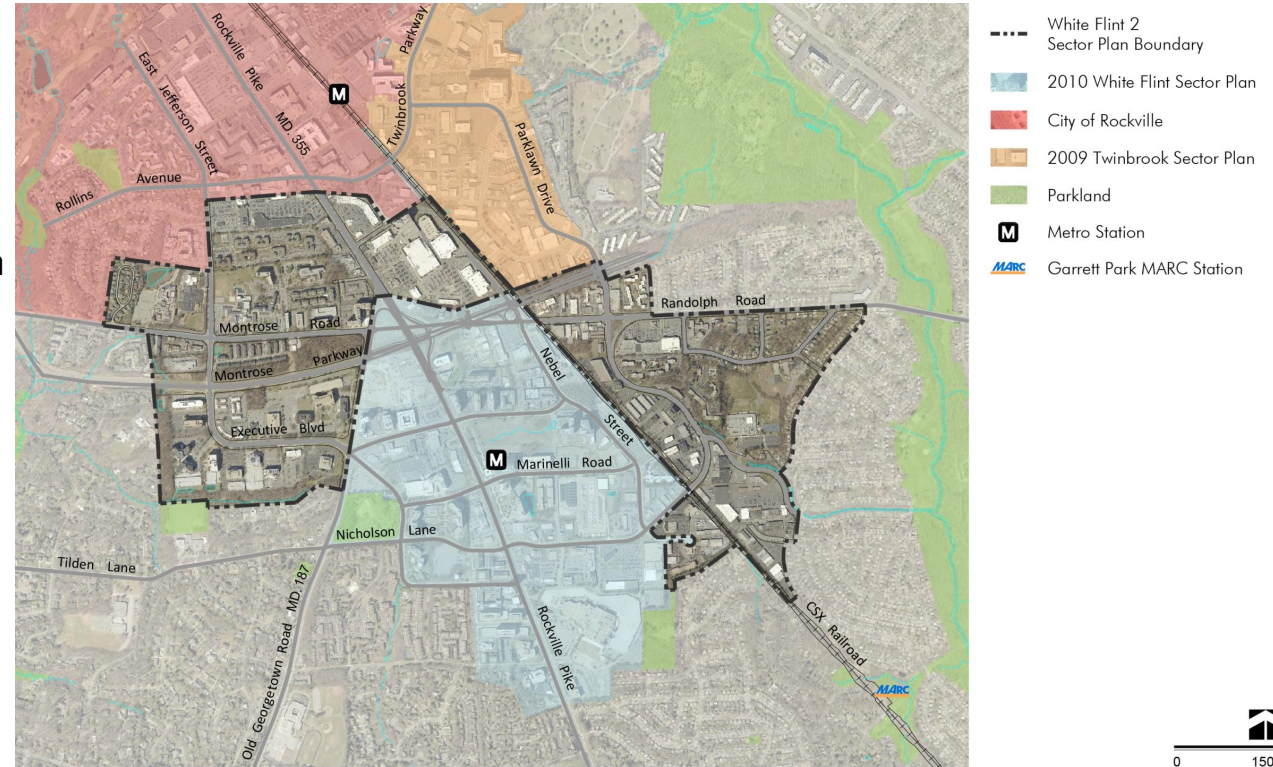 Rockville Pike
MD. 355
East Jefferson Street
Twinbrook Parkway
M
Parklawn Drive
Rollins Avenue
Randolph Road
Montrose Road
Montrose Parkway
Nebel Street
Executive Blvd
M
Marinelli Road
Nicholson Lane
Tilden Lane
Old Georgetown Road MD. 187
Rockville Pike
CSX Railroad
MARC
White Flint 2
Sector Plan Boundary
2010 White Flint Sector Plan
City of Rockville
2009 Twinbrook Sector Plan
Parkland
M Metro Station
MARC Garrett Park MARC Station
0